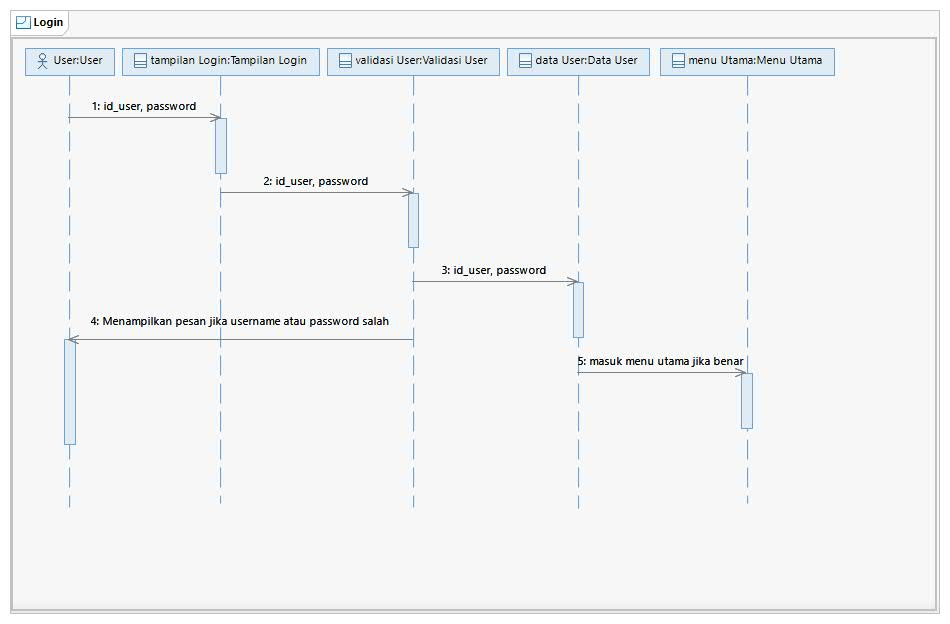 Login
User:User
tampilan Login:Tampilan Login
validasi User:Validasi User
data User:Data User
menu Utama:Menu Utama
1: id_user, password
2: id_user, password
3: id_user, password
4: Menampilkan pesan jika username atau password salah
5: masuk menu utama jika benar